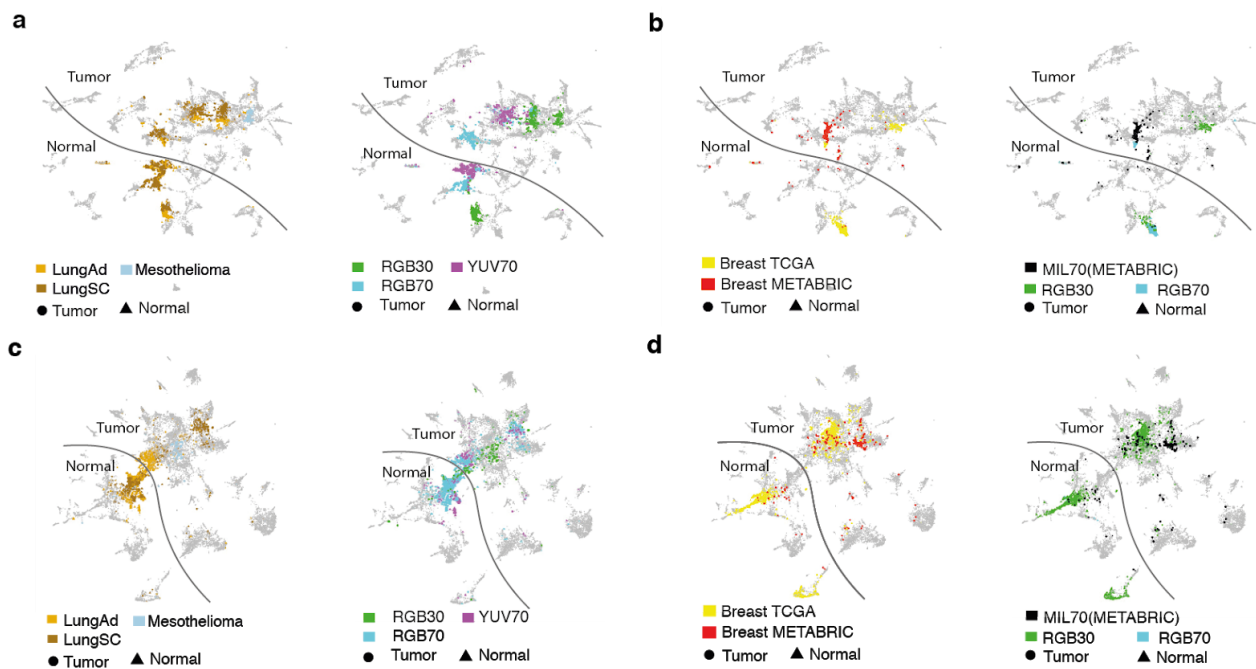 a
Tumor
Normal
LungAd
Mesothelioma
LungSC
Tumor
Normal
Tumor
Normal
RGB30
YUV70
RGB70
Tumor
Normal
b
Tumor
Normal
Breast TCGA
Breast METABRIC
Tumor
Normal
Tumor
Normal
MIL70(METABRIC)
RGB30
RGB70
Tumor
Normal
c
Tumor
Normal
LungAd
Mesothelioma
LungSC
Tumor
Normal
Tumor
Normal
RGB30
YUV70
RGB70
Tumor
Normal
d
Tumor
Normal
Breast TCGA
Breast METABRIC
Tumor
Normal
Tumor
Normal
MIL70(METABRIC)
RGB30
RGB70
Tumor
Normal